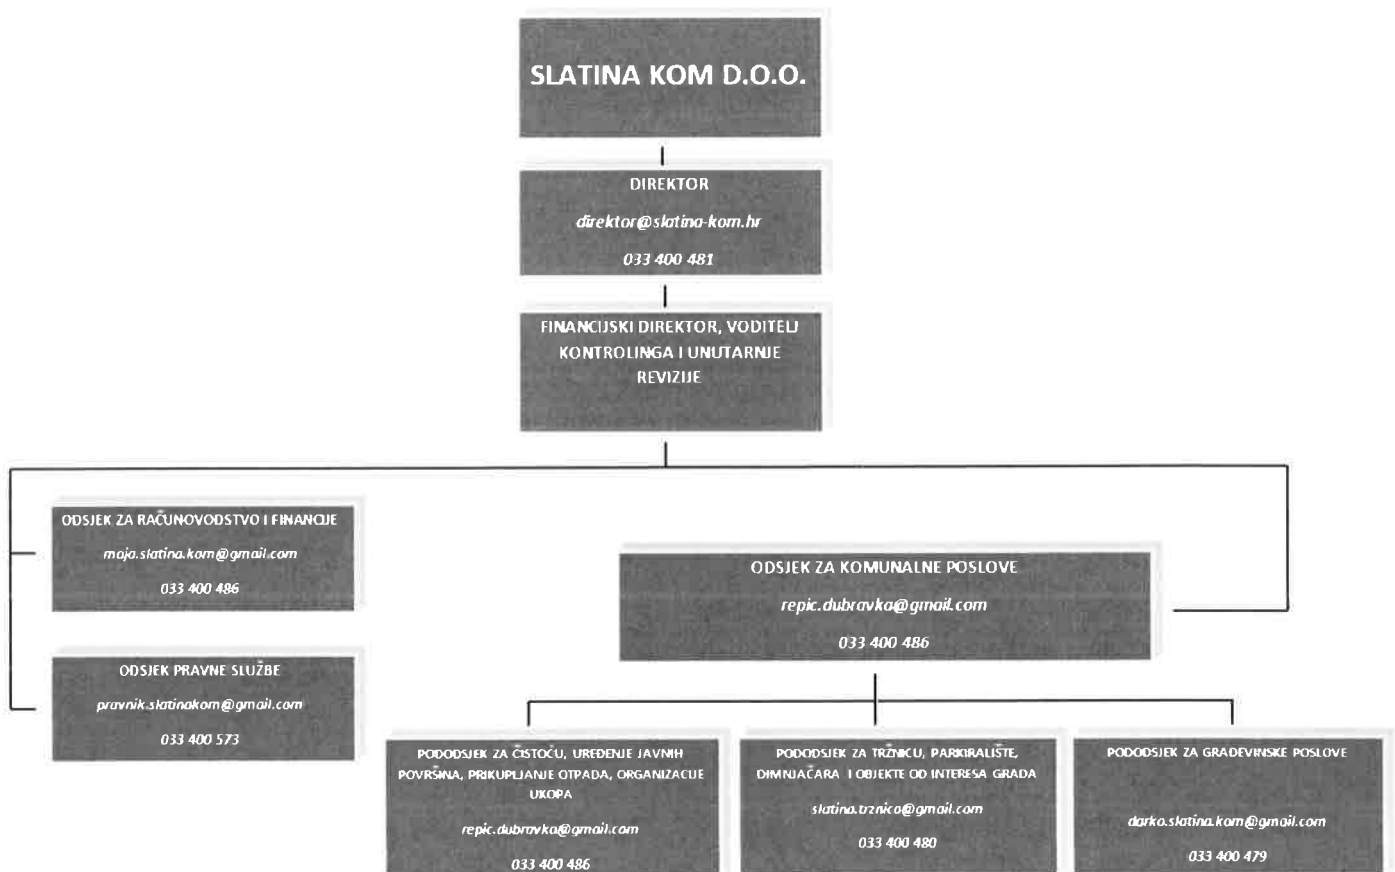 SLATINA KOM D.O.O.
DIREKTOR
direktor@slatina-kom.hr
033 400 481
FINANCIJSKI DIREKTOR, VODITELJ
KONTROLINGA I UNUTARNJE
REVIZIJE
ODSJEK ZA RAČUNOVODSTVO I FINANCIJE
moja.slatina.kom@gmail.com
033 400 486
ODSJEK PRAVNE SLUŽBE
pravnik.slatinakom@gmail.com
033 400 573
ODSJEK ZA KOMUNALNE POSLOVE
repic.dubravka@gmail.com
033 400 486
PODODSJEK ZA ČISTOĆU, UREĐENJE JAVNIH
POVRŠINA, PRIKUPLJANJE OTPADA, ORGANIZACIJE
UKOPA
repic.dubravka@gmail.com
033 400 486
PODODSJEK ZA TRŽNICU, PARKIRALIŠTE,
DIMNJAČARA I OBJEKTE OD INTERESA GRADA
slatina.trznica@gmail.com
033 400 480
PODODSJEK ZA GRAĐEVINSKE POSLOVE
darko.slatina.kom@gmail.com
033 400 479